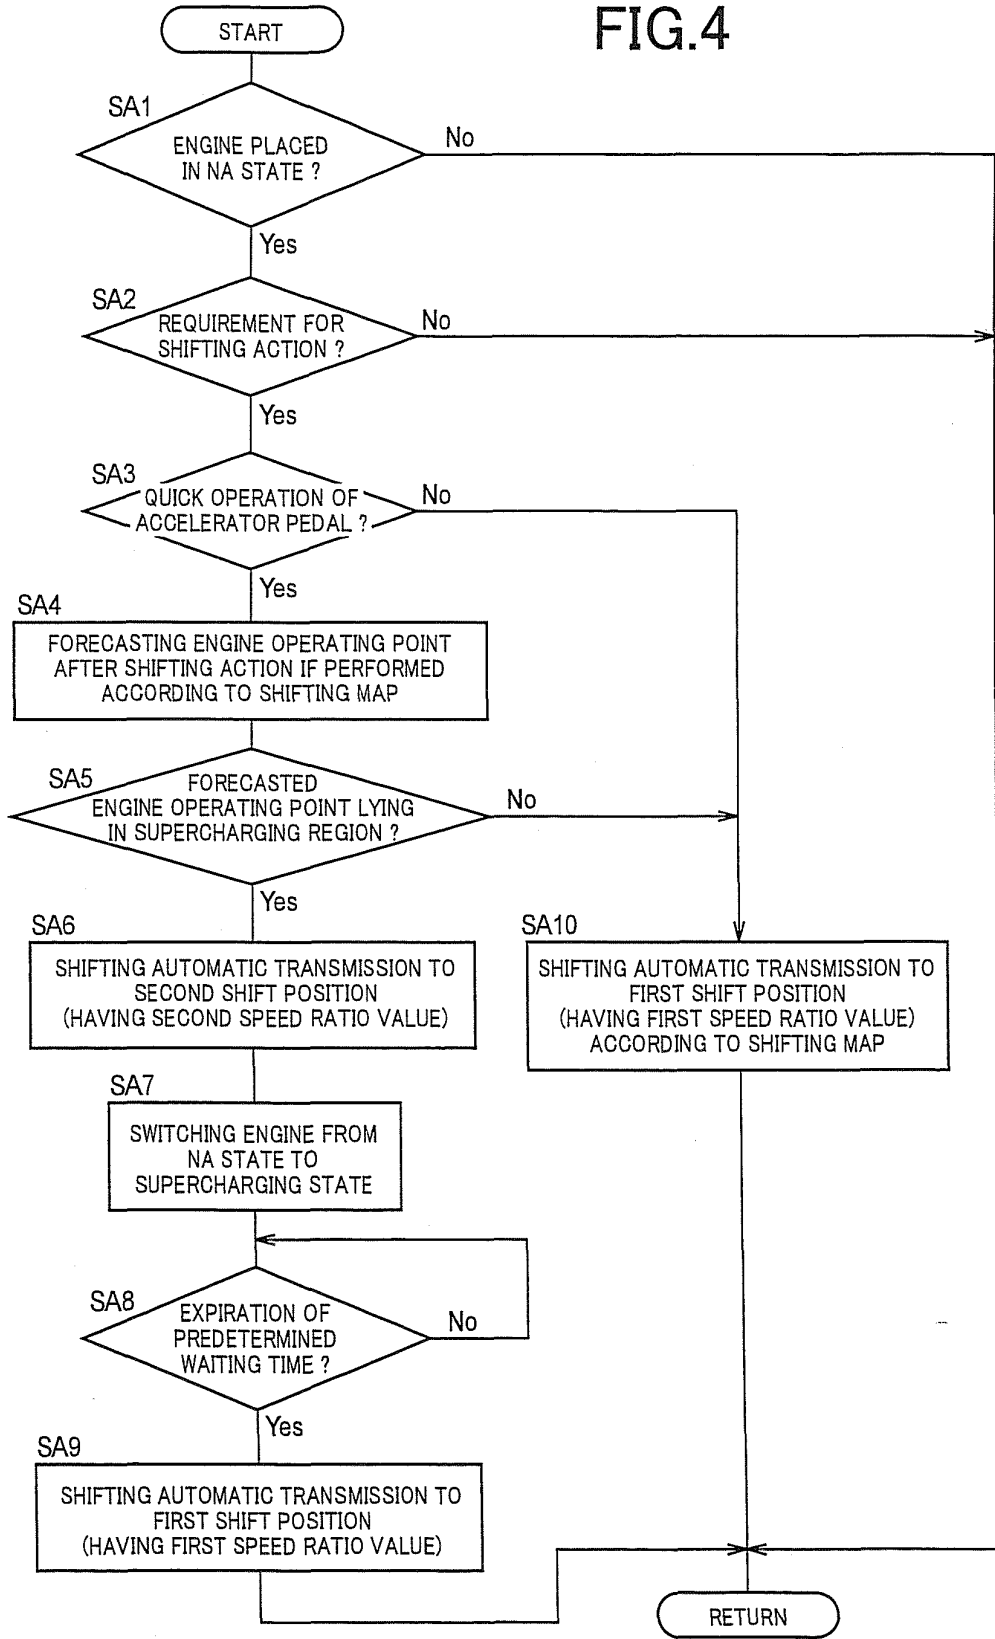 FIG.4
START
SA1
ENGINE PLACED
IN NA STATE ?
No
Yes
SA2
REQUIREMENT FOR
SHIFTING ACTION ?
No
Yes
SA3
QUICK OPERATION OF
ACCELERATOR PEDAL ?
No
Yes
SA4
FORECASTING ENGINE OPERATING POINT
AFTER SHIFTING ACTION IF PERFORMED
ACCORDING TO SHIFTING MAP
SA5
FORECASTED
ENGINE OPERATING POINT LYING
IN SUPERCHARGING REGION ?
No
Yes
SA6
SHIFTING AUTOMATIC TRANSMISSION TO
SECOND SHIFT POSITION
(HAVING SECOND SPEED RATIO VALUE)
SA10
SHIFTING AUTOMATIC TRANSMISSION TO
FIRST SHIFT POSITION
(HAVING FIRST SPEED RATIO VALUE)
ACCORDING TO SHIFTING MAP
SA7
SWITCHING ENGINE FROM
NA STATE TO
SUPERCHARGING STATE
SA8
EXPIRATION OF
PREDETERMINED
WAITING TIME ?
No
Yes
SA9
SHIFTING AUTOMATIC TRANSMISSION TO
FIRST SHIFT POSITION
(HAVING FIRST SPEED RATIO VALUE)
RETURN